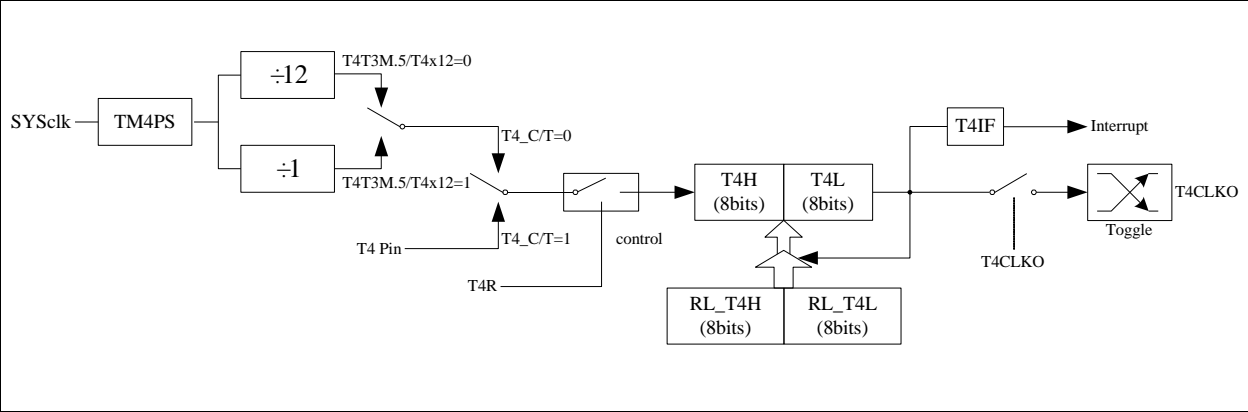 ÷12
T4T3M.5/T4x12=0
SYSclk
TM4PS
÷1
T4T3M.5/T4x12=1
T4_C/T=0
T4 Pin
T4_C/T=1
T4R
control
T4H
(8bits)
T4L
(8bits)
RL_T4H
(8bits)
RL_T4L
(8bits)
T4IF
Interrupt
T4CLKO
Toggle
T4CLKO